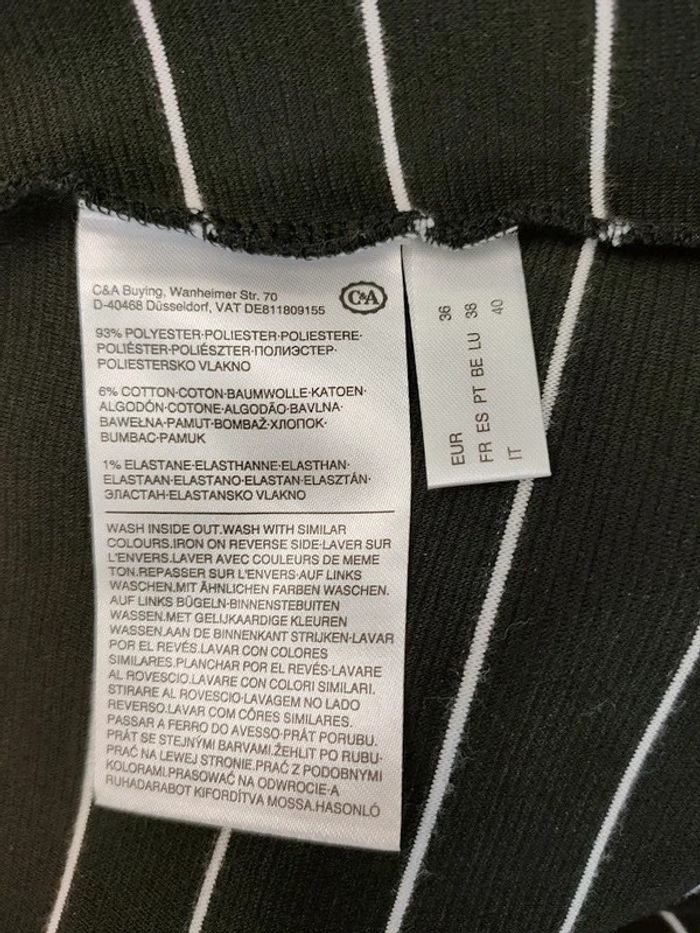 C&A Buying, Wanheimer Str. 70
D-40468 Düsseldorf, VAT DE811809155
C&A
93% POLYESTER·POLIESTER·POLIESTERE·
POLIÉSTER·POLIÉSZTER·ПОЛИЭСТЕР·
POLIESTERSKO VLAKNO
6% COTTON·COTON·BAUMWOLLE·KATOEN·
ALGODÓN·COTONE·ALGODÃO·BAVLNA·
BAWEŁNA·PAMUT·BOMBAŽ·ХЛОПОК·
BUMBAC·PAMUK
1% ELASTANE·ELASTHANNE·ELASTHAN·
ELASTAAN·ELASTANO·ELASTAN·ELASZTÁN·
ЭЛАСТАН·ELASTANSKO VLAKNO
WASH INSIDE OUT.WASH WITH SIMILAR
COLOURS.IRON ON REVERSE SIDE·LAVER SUR
L'ENVERS.LAVER AVEC COULEURS DE MEME
TON.REPASSER SUR L'ENVERS·AUF LINKS
WASCHEN.MIT ÄHNLICHEN FARBEN WASCHEN.
AUF LINKS BÜGELN·BINNENSTEBUITEN
WASSEN.MET GELIJKAARDIGE KLEUREN
WASSEN.AAN DE BINNENKANT STRIJKEN·LAVAR
POR EL REVÉS.LAVAR CON COLORES
SIMILARES.PLANCHAR POR EL REVÉS·LAVARE
AL ROVESCIO.LAVARE CON COLORI SIMILARI.
STIRARE AL ROVESCIO·LAVAGEM NO LADO
REVERSO.LAVAR COM CÔRES SIMILARES.
PASSAR A FERRO DO AVESSO·PRÁT PORUBU.
PRÁT SE STEJNÝMI BARVAMI.ŽEHLIT PO RUBU·
PRAĆ NA LEWEJ STRONIE.PRAĆ Z PODOBNYMI
KOLORAMI.PRASOWAĆ NA ODWROCIE·A
RUHADARABOT KIFORDÍTVA MOSSA.HASONLÓ
EUR 36
FR ES PT BE LU 38
IT 40